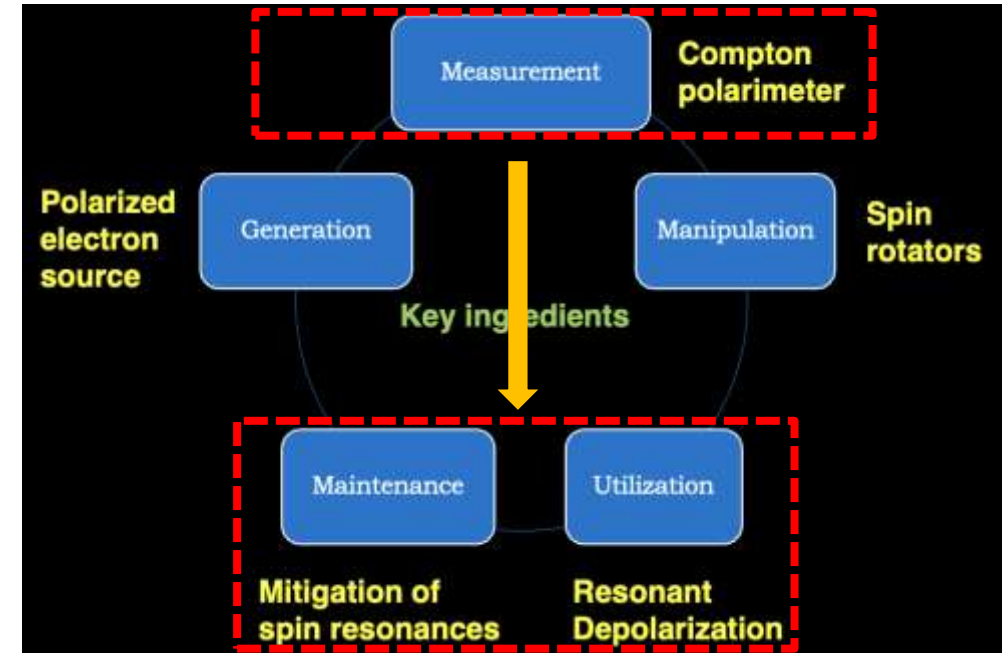 Measurement
Compton
polarimeter
Polarized
electron
source
Generation
Manipulation
Spin
rotators
Key ingredients
Maintenance
Utilization
Mitigation of
spin resonances
Resonant
Depolarization